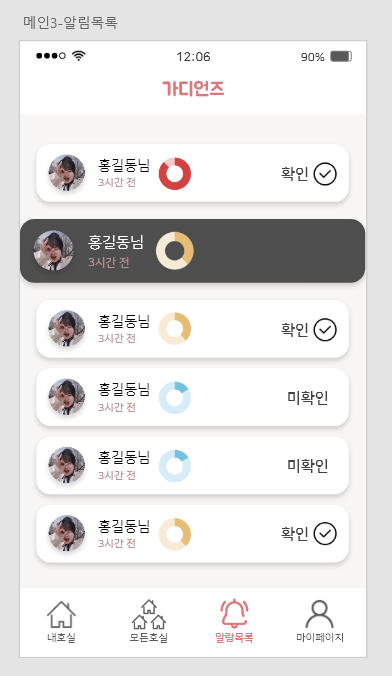 메인3-알림목록
12:06
90%
가디언즈
홍길동님
3시간 전
확인
홍길동님
3시간 전
홍길동님
3시간 전
확인
홍길동님
3시간 전
미확인
홍길동님
3시간 전
미확인
홍길동님
3시간 전
확인
내호실
모든호실
알람목록
마이페이지